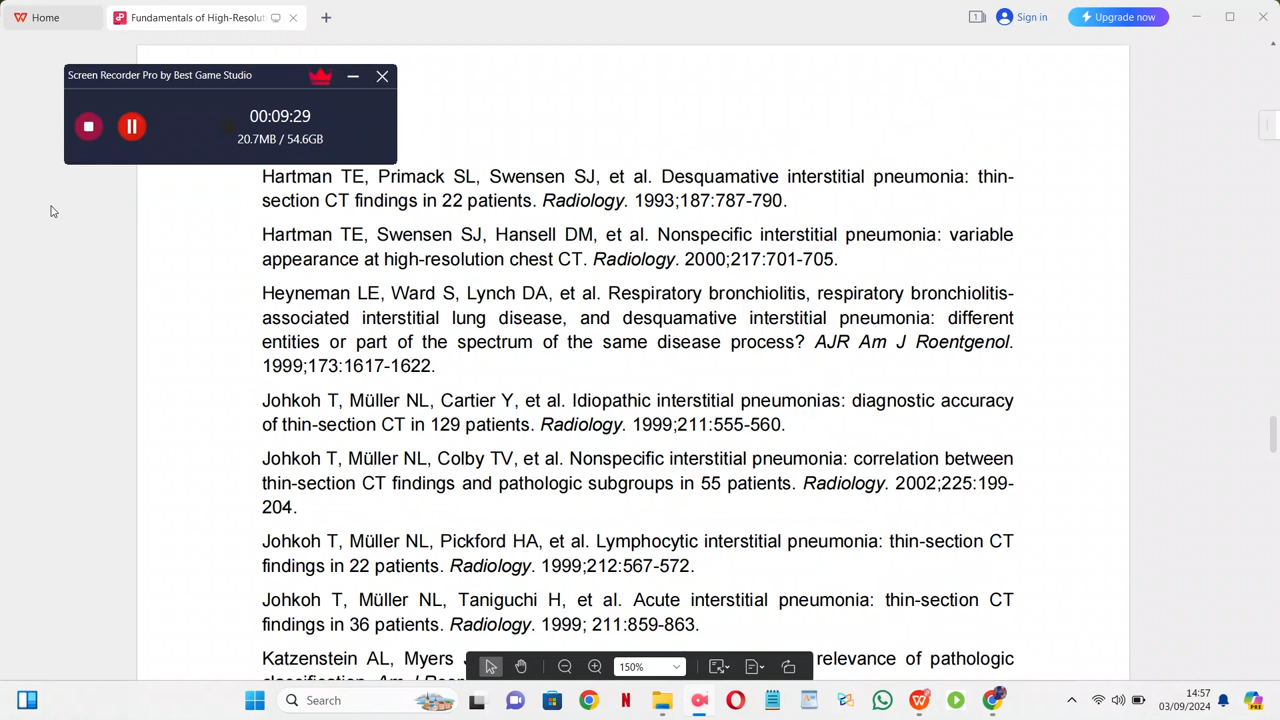 Home
Fundamentals of High-Resolut
1
Sign in
Upgrade now
Screen Recorder Pro by Best Game Studio
00:09:29
20.7MB / 54.6GB
Hartman TE, Primack SL, Swensen SJ, et al. Desquamative interstitial pneumonia: thin-
section CT findings in 22 patients. Radiology. 1993;187:787-790.
Hartman TE, Swensen SJ, Hansell DM, et al. Nonspecific interstitial pneumonia: variable
appearance at high-resolution chest CT. Radiology. 2000;217:701-705.
Heyneman LE, Ward S, Lynch DA, et al. Respiratory bronchiolitis, respiratory bronchiolitis-
associated interstitial lung disease, and desquamative interstitial pneumonia: different
entities or part of the spectrum of the same disease process? AJR Am J Roentgenol.
1999;173:1617-1622.
Johkoh T, Müller NL, Cartier Y, et al. Idiopathic interstitial pneumonias: diagnostic accuracy
of thin-section CT in 129 patients. Radiology. 1999;211:555-560.
Johkoh T, Müller NL, Colby TV, et al. Nonspecific interstitial pneumonia: correlation between
thin-section CT findings and pathologic subgroups in 55 patients. Radiology. 2002;225:199-
204.
Johkoh T, Müller NL, Pickford HA, et al. Lymphocytic interstitial pneumonia: thin-section CT
findings in 22 patients. Radiology. 1999;212:567-572.
Johkoh T, Müller NL, Taniguchi H, et al. Acute interstitial pneumonia: thin-section CT
findings in 36 patients. Radiology. 1999; 211:859-863.
Katzenstein AL, Myers relevance of pathologic
150%
Search
14:57
03/09/2024